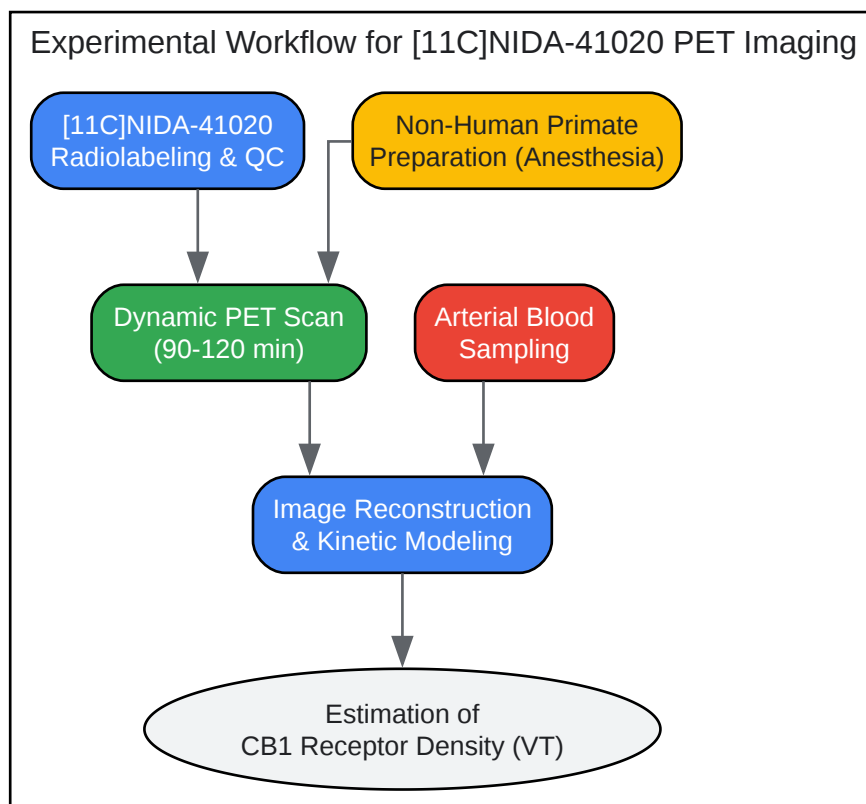 Experimental Workflow for [11C]NIDA-41020 PET Imaging
[11C]NIDA-41020
Radiolabeling & QC
Non-Human Primate
Preparation (Anesthesia)
Dynamic PET Scan
(90-120 min)
Arterial Blood
Sampling
Image Reconstruction
& Kinetic Modeling
Estimation of
CB1 Receptor Density (VT)